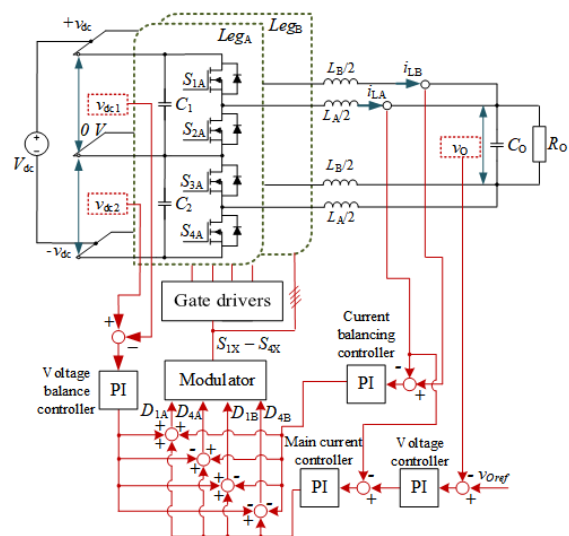 +v_dc
Leg_A
Leg_B
S_1A
S_2A
S_3A
S_4A
C_1
C_2
v_dc1
0 V
v_dc2
V_dc
-v_dc
L_B/2
i_LB
i_LA
L_A/2
L_B/2
L_A/2
v_O
C_O
R_O
Gate drivers
S_1X − S_4X
Modulator
+
−
Voltage balance controller
PI
D_1A
D_4A
D_1B
D_4B
+
+
+
-
+
+
-
-
+
-
-
+
Current balancing controller
PI
-
+
Main current controller
PI
-
+
Voltage controller
PI
-
+
v_Oref